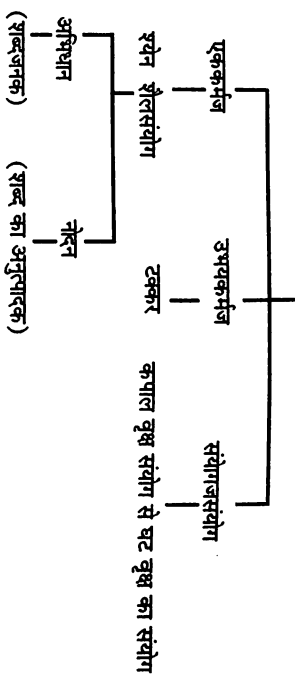 एककर्मज
उभयकर्मज
संयोगजसंयोग
श्येन शैलसंयोग
टक्कर
कपाल वृक्ष संयोग से घट वृक्ष का संयोग
अभिधान
नोदन
(शब्दजनक)
(शब्द का अनुत्पादक)